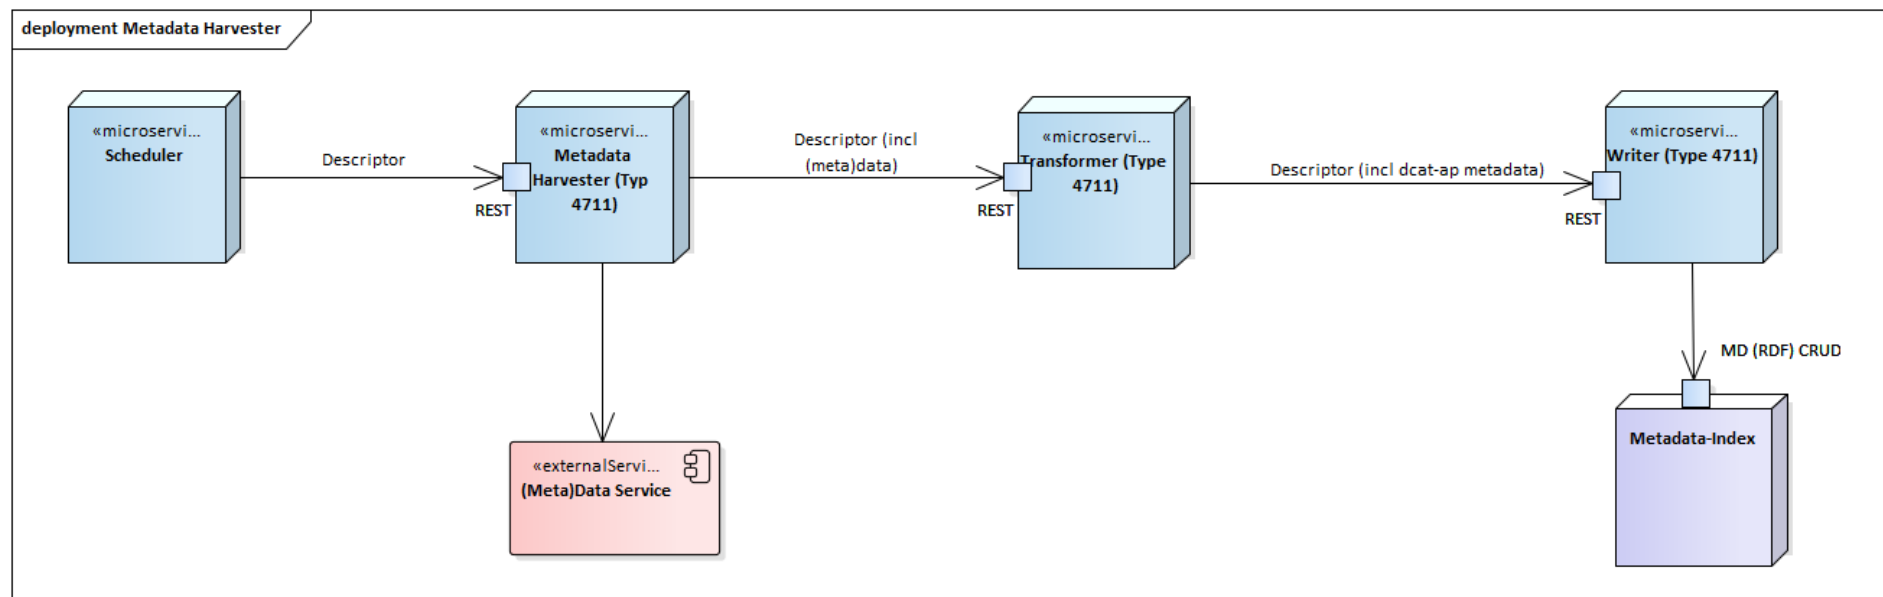 deployment Metadata Harvester
«microservi...
Scheduler
Descriptor
REST
«microservi...
Metadada
Harvester (Typ
4711)
Descriptor (incl
(meta)data)
REST
«microservi...
Transformer (Type
4711)
Descriptor (incl dcat-ap metadata)
REST
«microservi...
Writer (Type 4711)
MD (RDF) CRUD
«externalServi...
(Meta)Data Service
Metadata-Index